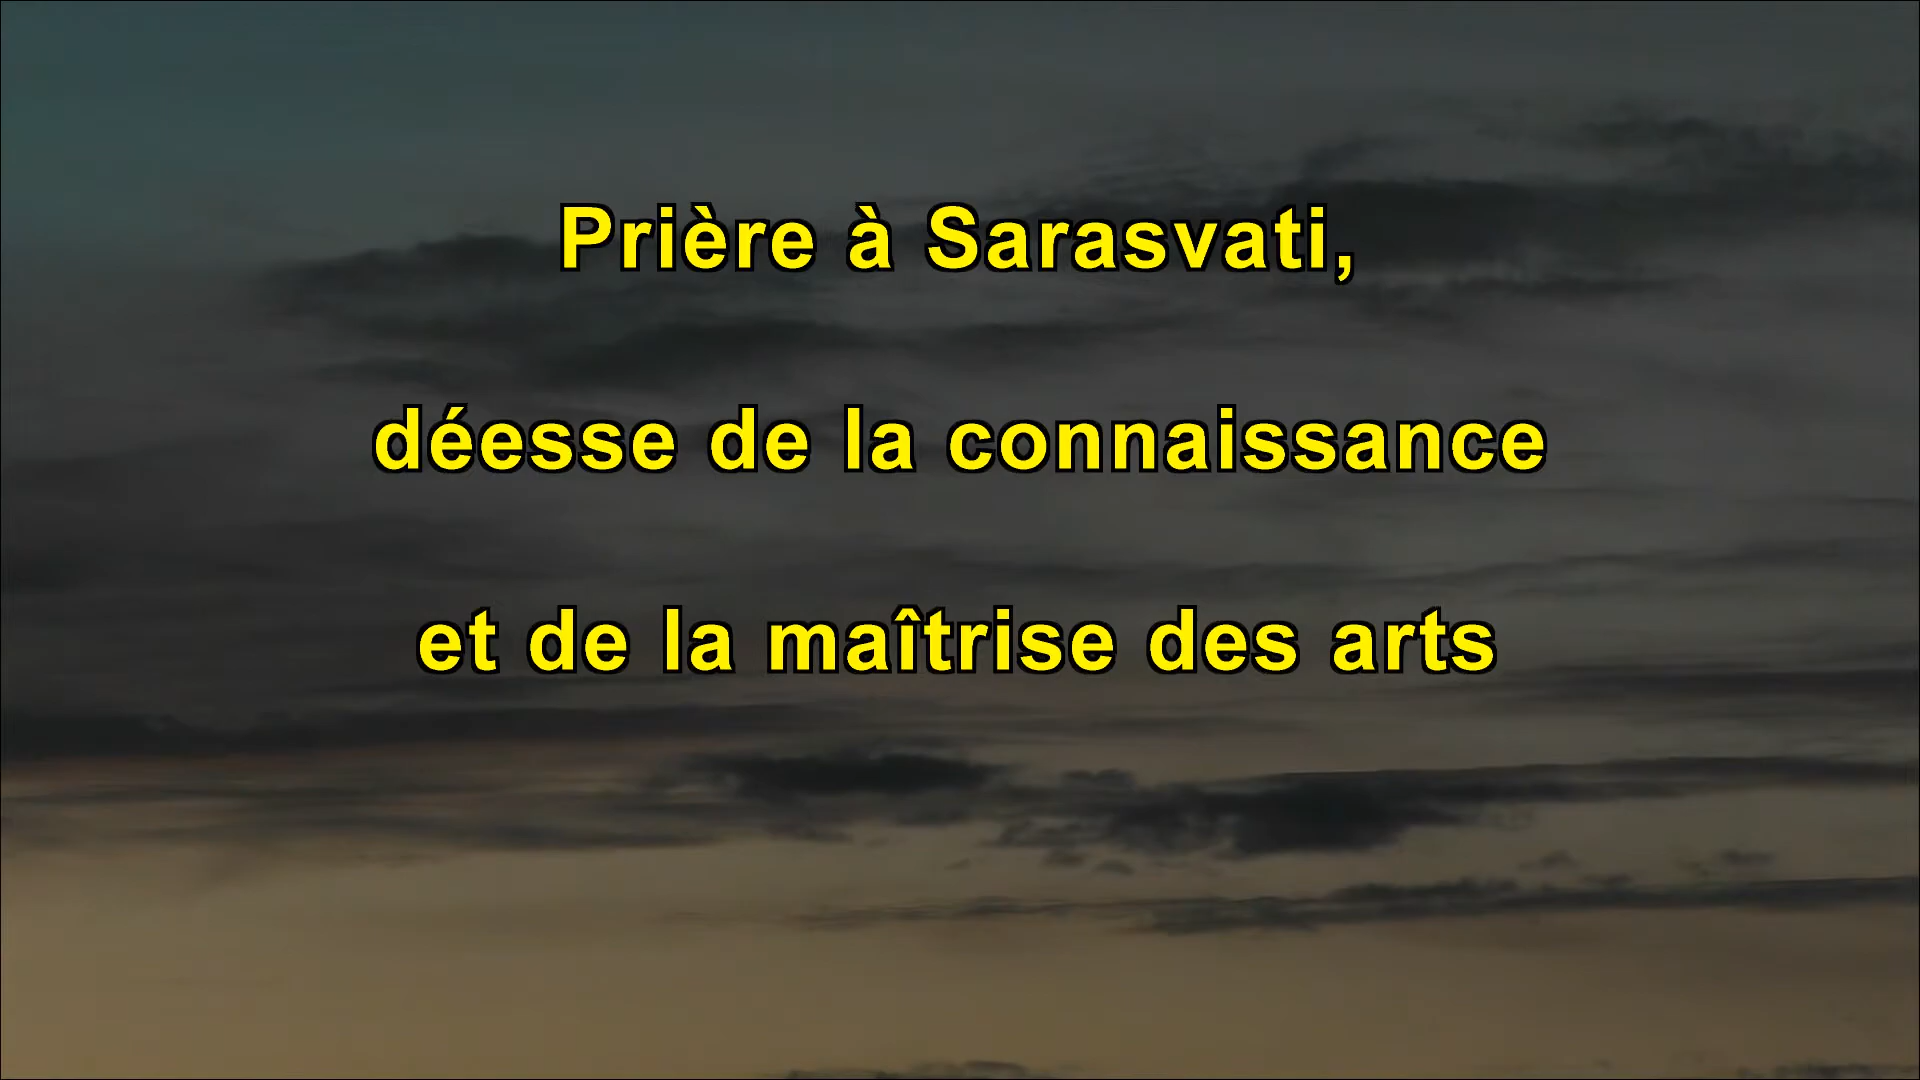 Prière à Sarasvati,
déesse de la connaissance
et de la maîtrise des arts